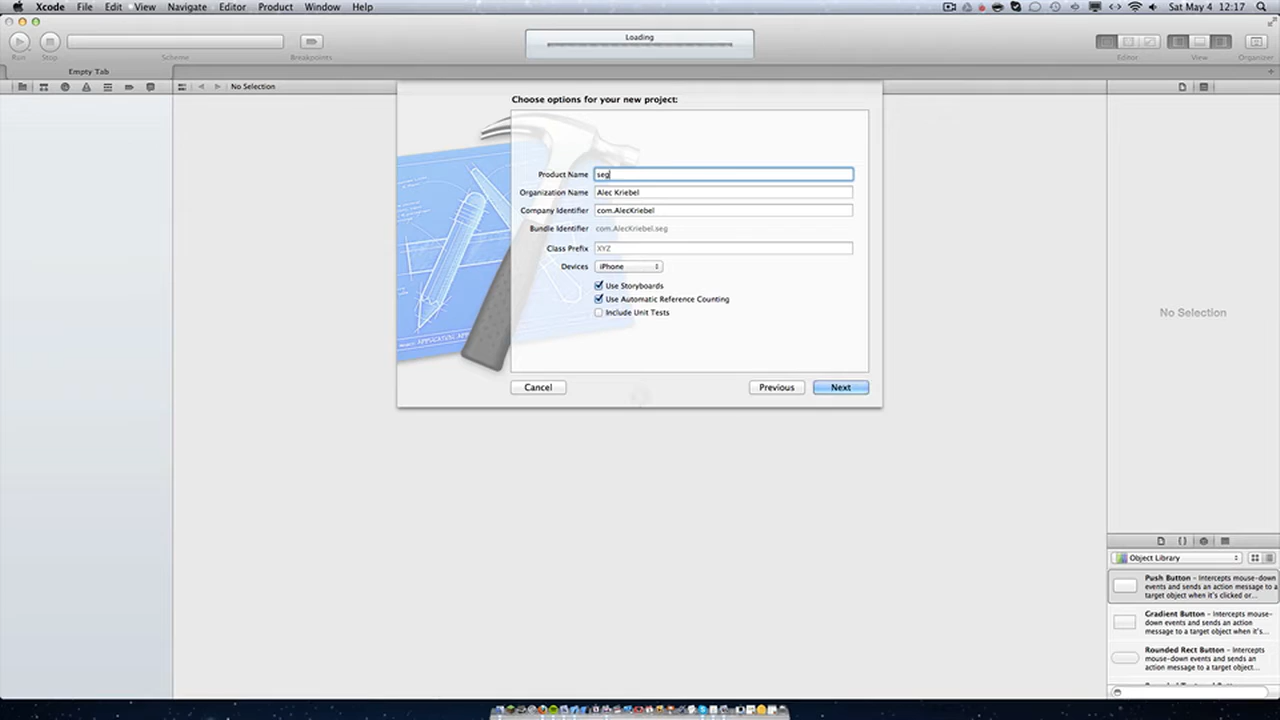 Xcode File Edit View Navigate Editor Product Window Help Sat May 4 12:17
Loading
Run Stop Scheme Breakpoints Editor View Organizer
Empty Tab
No Selection
Choose options for your new project:
Product Name seg
Organization Name Alec Kriebel
Company Identifier com.AlecKriebel
Bundle Identifier com.AlecKriebel.seg
Class Prefix XYZ
Devices iPhone
Use Storyboards
Use Automatic Reference Counting
Include Unit Tests
Cancel Previous Next
No Selection
Object Library
Push Button - Intercepts mouse-down
events and sends an action message to a
target object when it's clicked or...
Gradient Button - Intercepts mouse-
down events and sends an action
message to a target object when it's...
Rounded Rect Button - Intercepts
mouse-down events and sends an
action message to a target object...